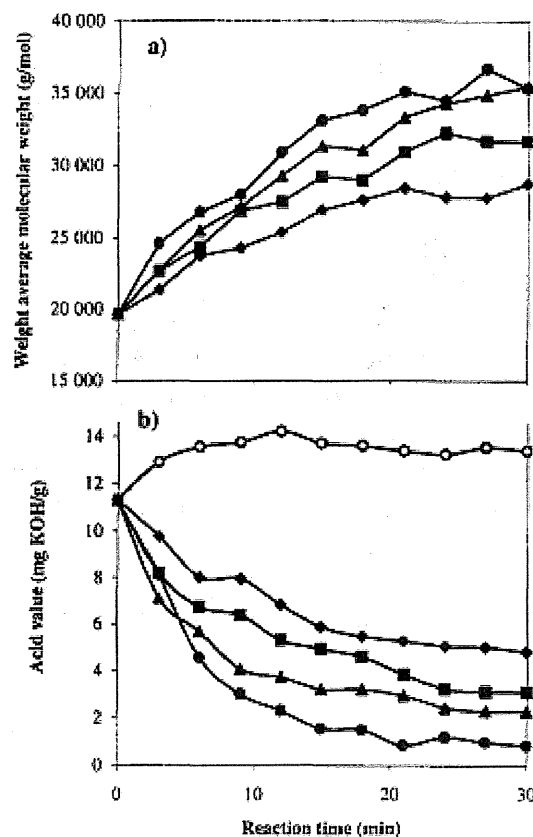 40 000
a)
35 000
30 000
25 000
20 000
15 000
Weight average molecular weight (g/mol)
b)
14
12
10
8
6
4
2
0
Acid value (mg KOH/g)
0 10 20 30
Reaction time (min)